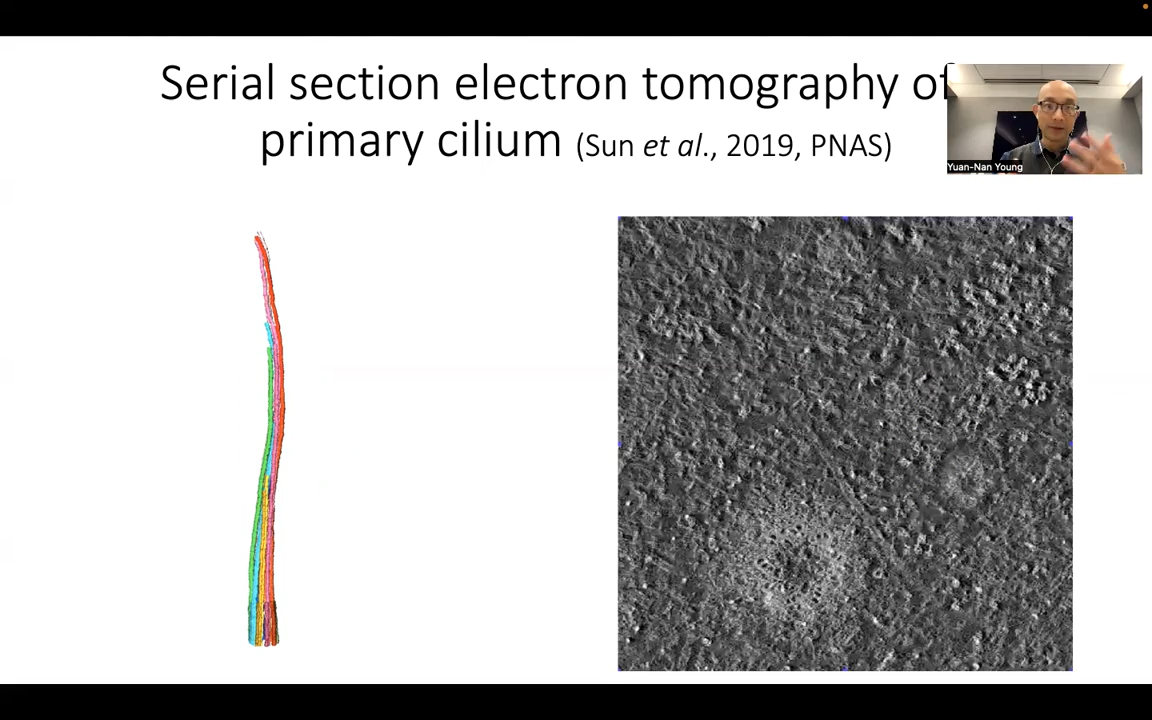 Serial section electron tomography of
primary cilium (Sun et al., 2019, PNAS)
Yuan-Nan Young